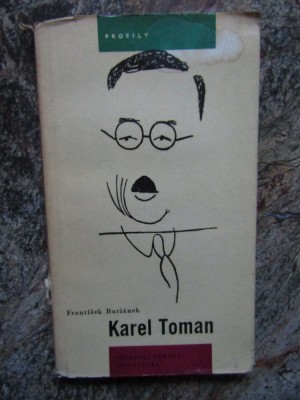 PROFILY
František Buriánek
Karel Toman